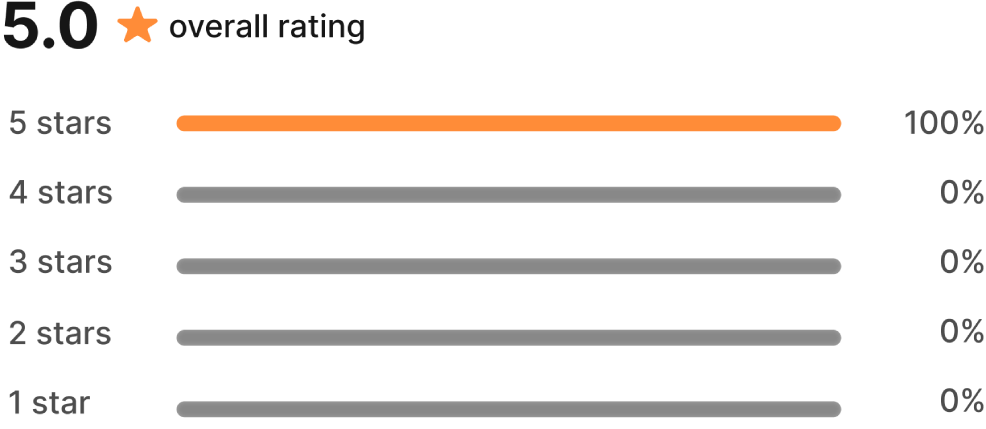 5.0 overall rating
5 stars 100%
4 stars 0%
3 stars 0%
2 stars 0%
1 star 0%